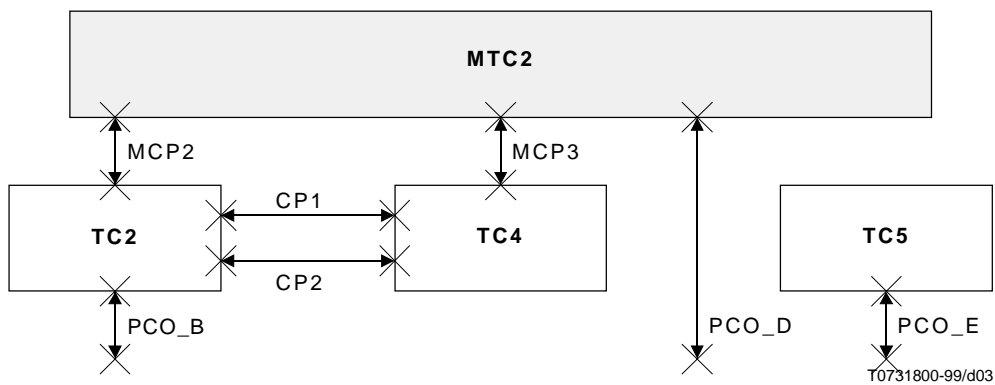 MTC2
MCP2
MCP3
CP1
TC2
TC4
TC5
CP2
PCO_B
PCO_D
PCO_E
T0731800-99/d03